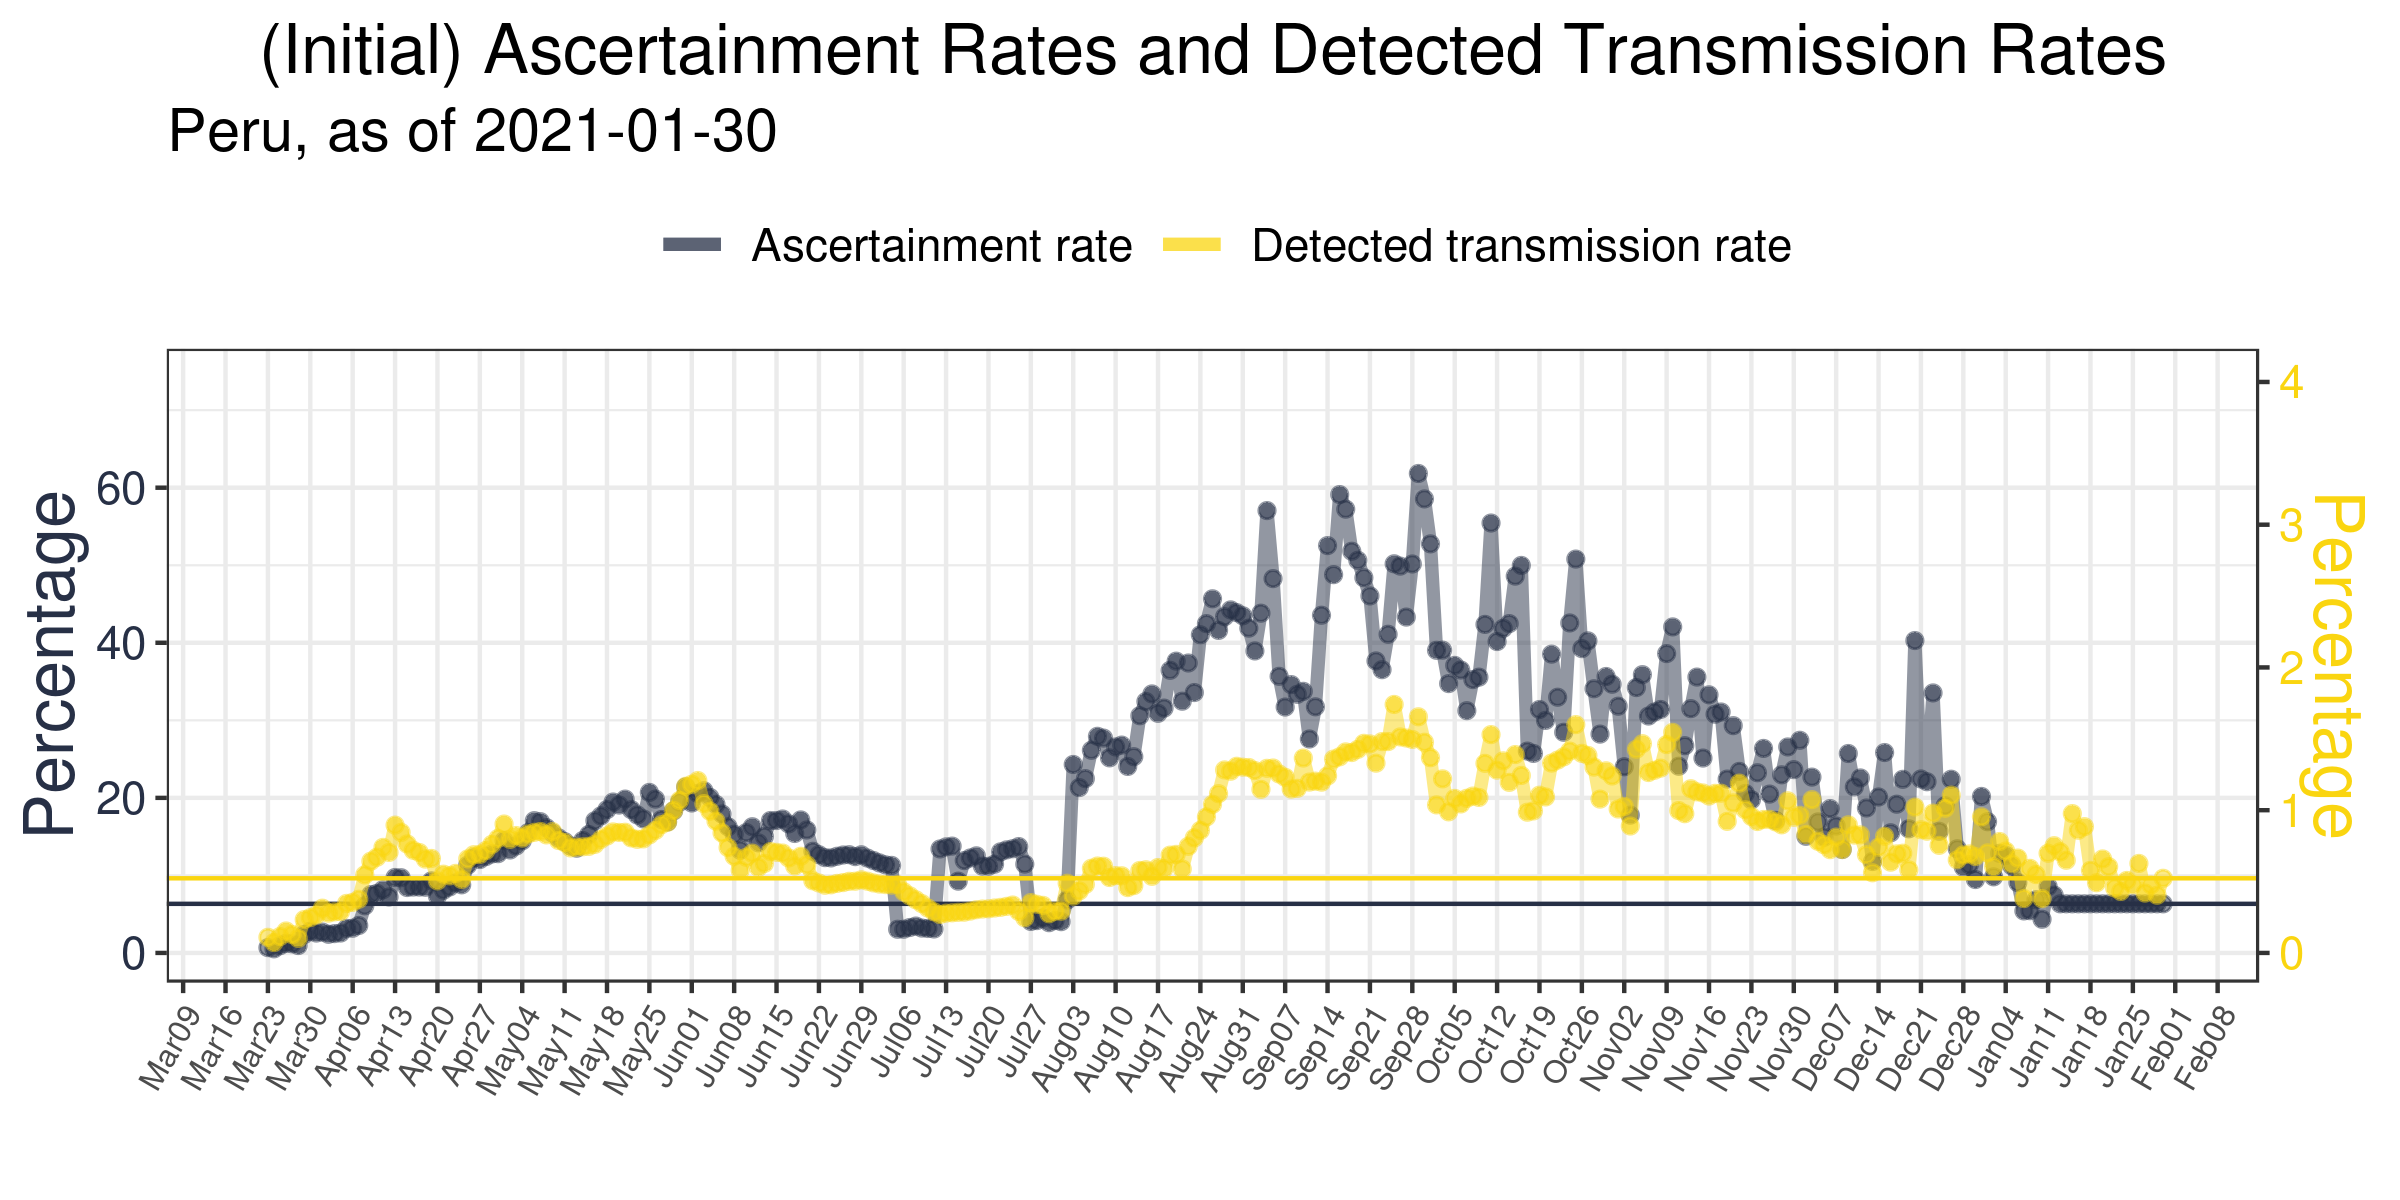 (Initial) Ascertainment Rates and Detected Transmission Rates
Peru, as of 2021-01-30
Ascertainment rate Detected transmission rate
Percentage
60
40
20
0
4
3
2
1
0
Percentage
Mar09 Mar16 Mar23 Mar30 Apr06 Apr13 Apr20 Apr27 May04 May11 May18 May25 Jun01 Jun08 Jun15 Jun22 Jun29 Jul06 Jul13 Jul20 Jul27 Aug03 Aug10 Aug17 Aug24 Aug31 Sep07 Sep14 Sep21 Sep28 Oct05 Oct12 Oct19 Oct26 Nov02 Nov09 Nov16 Nov23 Nov30 Dec07 Dec14 Dec21 Dec28 Jan04 Jan11 Jan18 Jan25 Feb01 Feb08